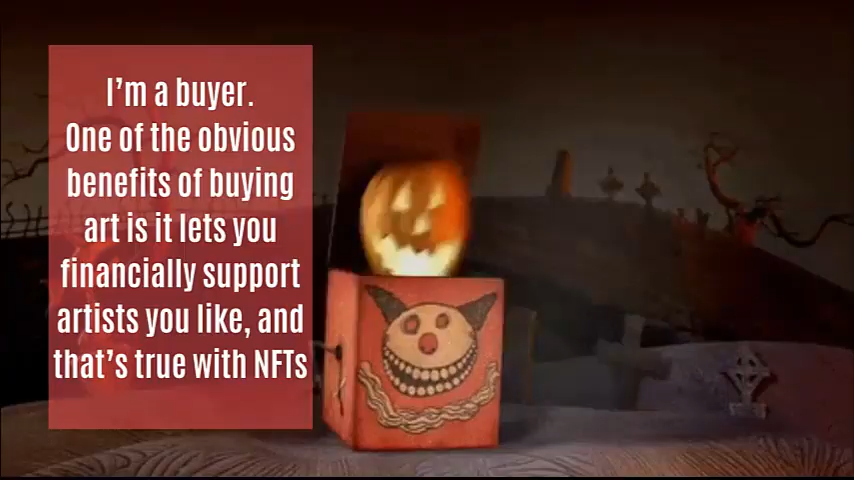 I'm a buyer.
One of the obvious
benefits of buying
art is it lets you
financially support
artists you like, and
that's true with NFTs